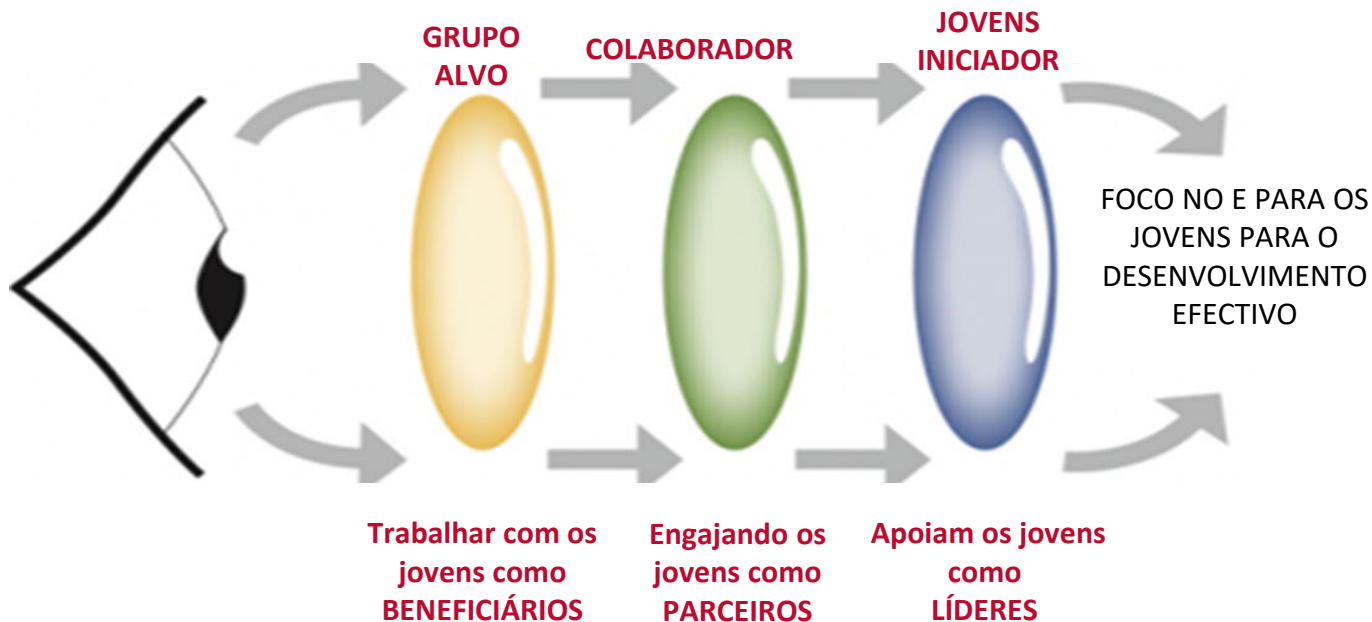 GRUPO
ALVO
COLABORADOR
JOVENS
INICIADOR
FOCO NO E PARA OS
JOVENS PARA O
DESENVOLVIMENTO
EFECTIVO
Trabalhar com os
jovens como
BENEFICIÁRIOS
Engajando os
jovens como
PARCEIROS
Apoiam os jovens
como
LÍDERES